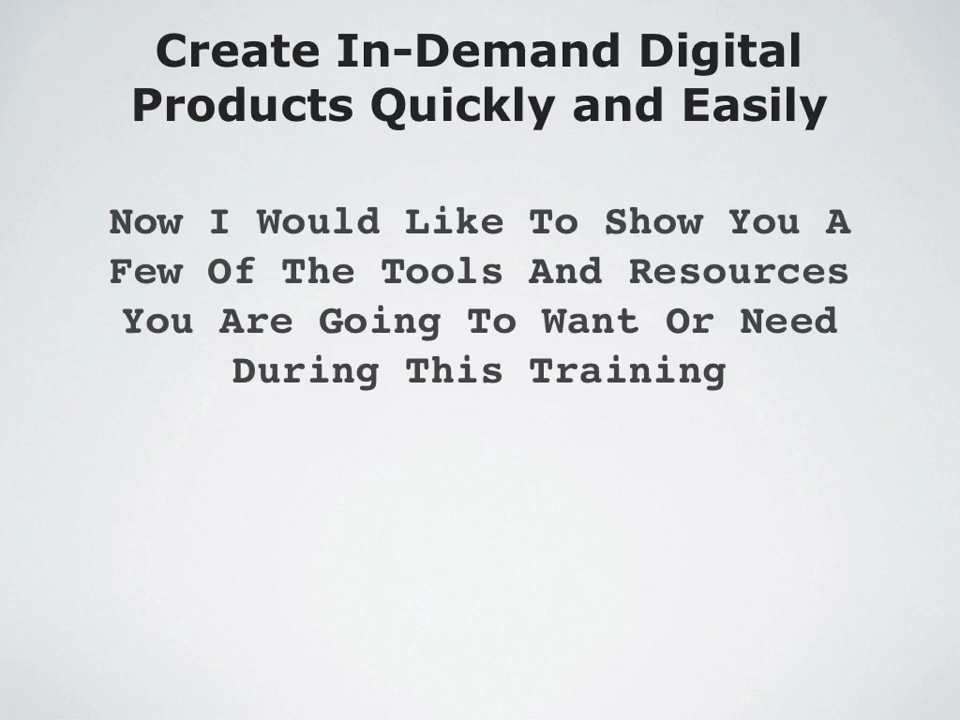 Create In-Demand Digital
Products Quickly and Easily
Now I Would Like To Show You A
Few Of The Tools And Resources
You Are Going To Want Or Need
During This Training